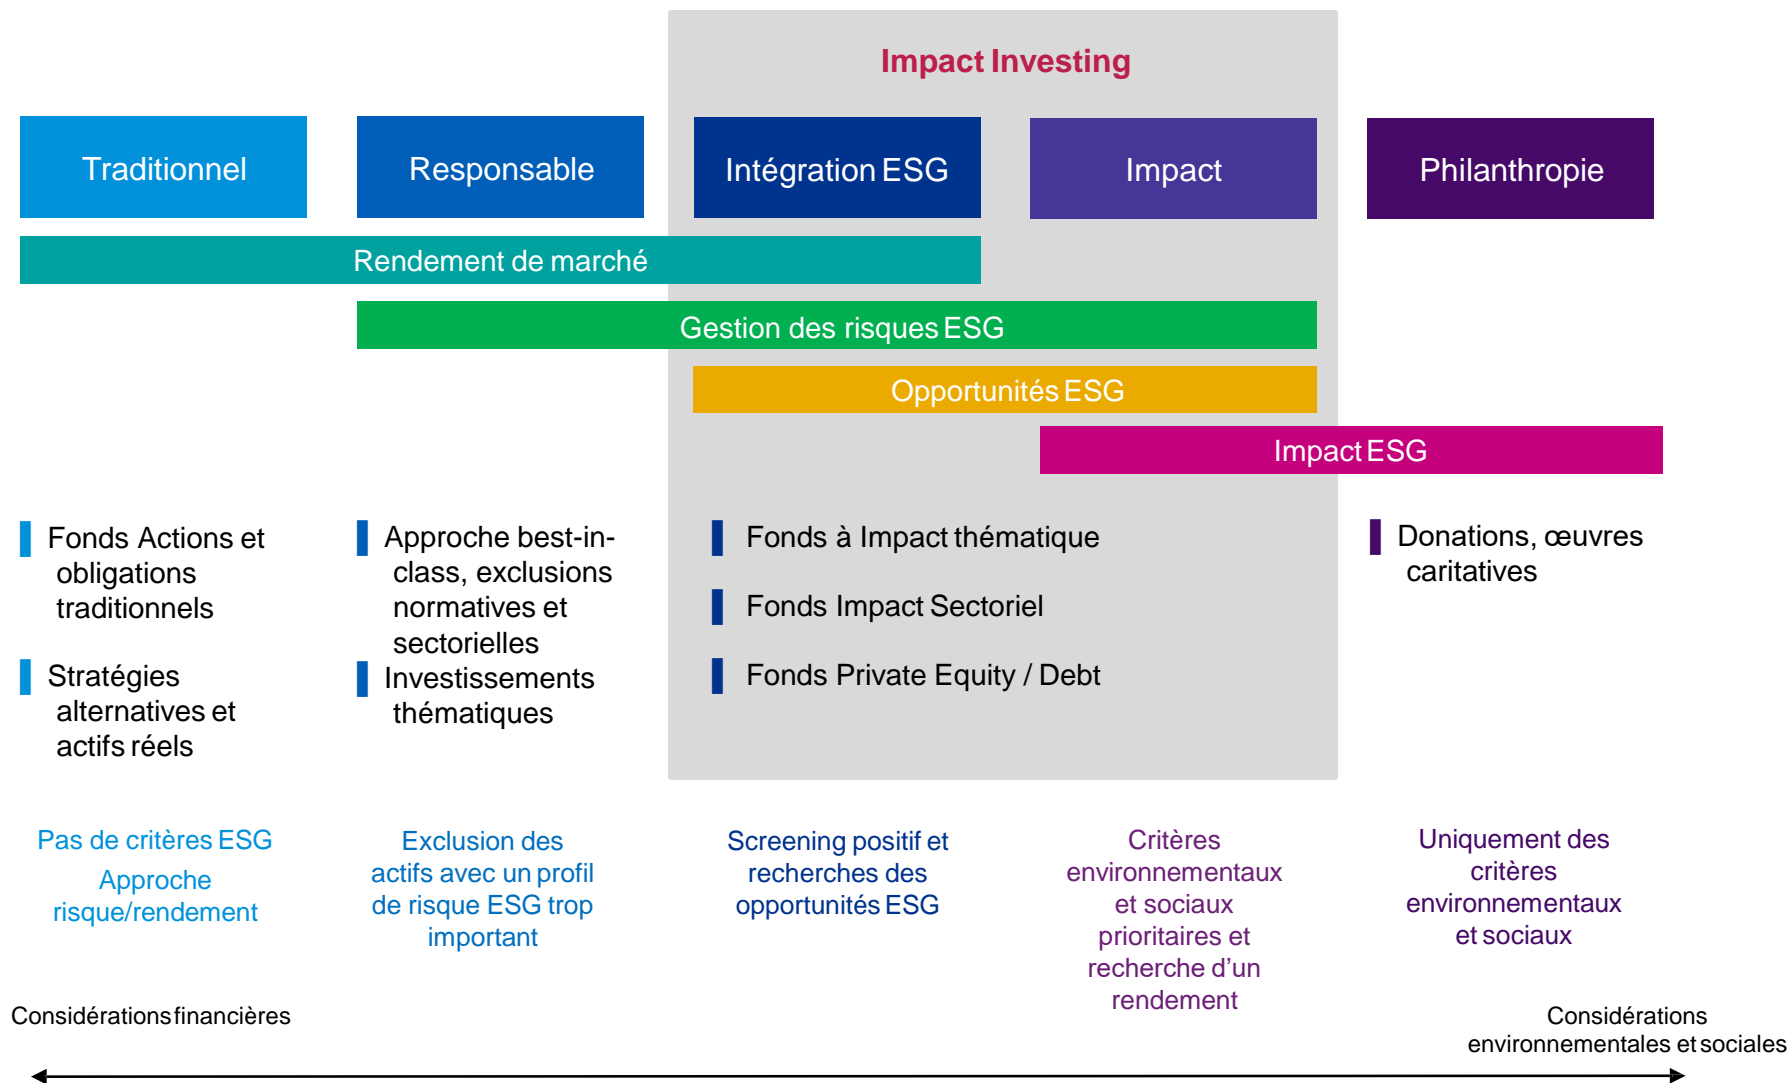 Impact Investing
Traditionnel
Responsable
Intégration ESG
Impact
Philanthropie
Rendement de marché
Gestion des risques ESG
Opportunités ESG
Impact ESG
Fonds Actions et
obligations
traditionnels
Stratégies
alternatives et
actifs réels
Approche best-in-
class, exclusions
normatives et
sectorielles
Investissements
thématiques
Fonds à Impact thématique
Fonds Impact Sectoriel
Fonds Private Equity / Debt
Donations, œuvres
caritatives
Pas de critères ESG
Approche
risque/rendement
Exclusion des
actifs avec un profil
de risque ESG trop
important
Screening positif et
recherches des
opportunités ESG
Critères
environnementaux
et sociaux
prioritaires et
recherche d’un
rendement
Uniquement des
critères
environnementaux
et sociaux
Considérations financières
Considérations
environnementales et sociales